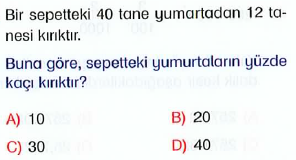 Bir sepetteki 40 tane yumurtadan 12 ta-
nesi kırıktır.
Buna göre, sepetteki yumurtaların yüzde
kaçı kırıktır?
A) 10 B) 20
C) 30 D) 40